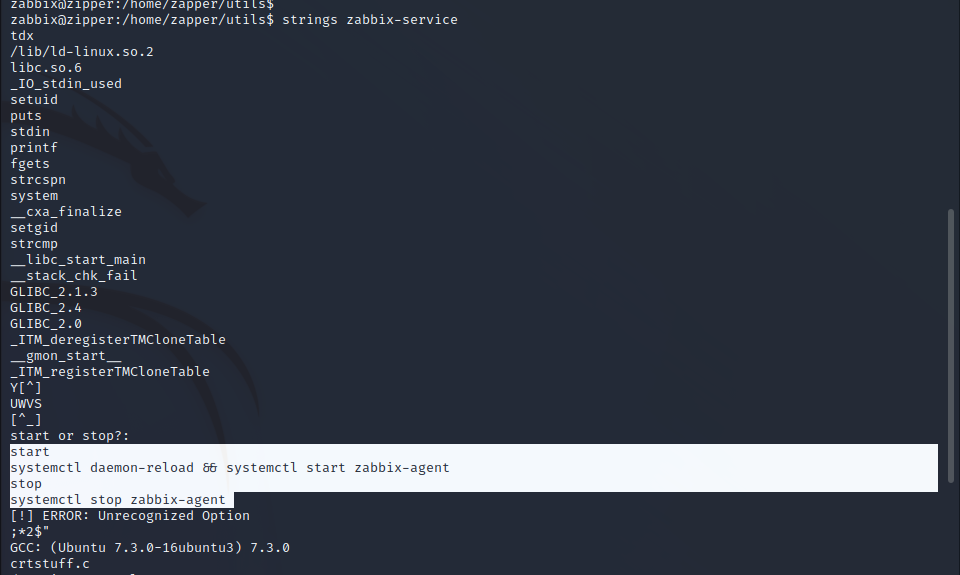 zabbix@zipper:/home/zapper/utils$
zabbix@zipper:/home/zapper/utils$ strings zabbix-service
tdx
/lib/ld-linux.so.2
libc.so.6
_IO_stdin_used
setuid
puts
stdin
printf
fgets
strcspn
system
__cxa_finalize
setgid
strcmp
__libc_start_main
__stack_chk_fail
GLIBC_2.1.3
GLIBC_2.4
GLIBC_2.0
_ITM_deregisterTMCloneTable
__gmon_start__
_ITM_registerTMCloneTable
Y[^]
UWVS
[^_]
start or stop?:
start
systemctl daemon-reload && systemctl start zabbix-agent
stop
systemctl stop zabbix-agent
[!] ERROR: Unrecognized Option
;*2$"
GCC: (Ubuntu 7.3.0-16ubuntu3) 7.3.0
crtstuff.c